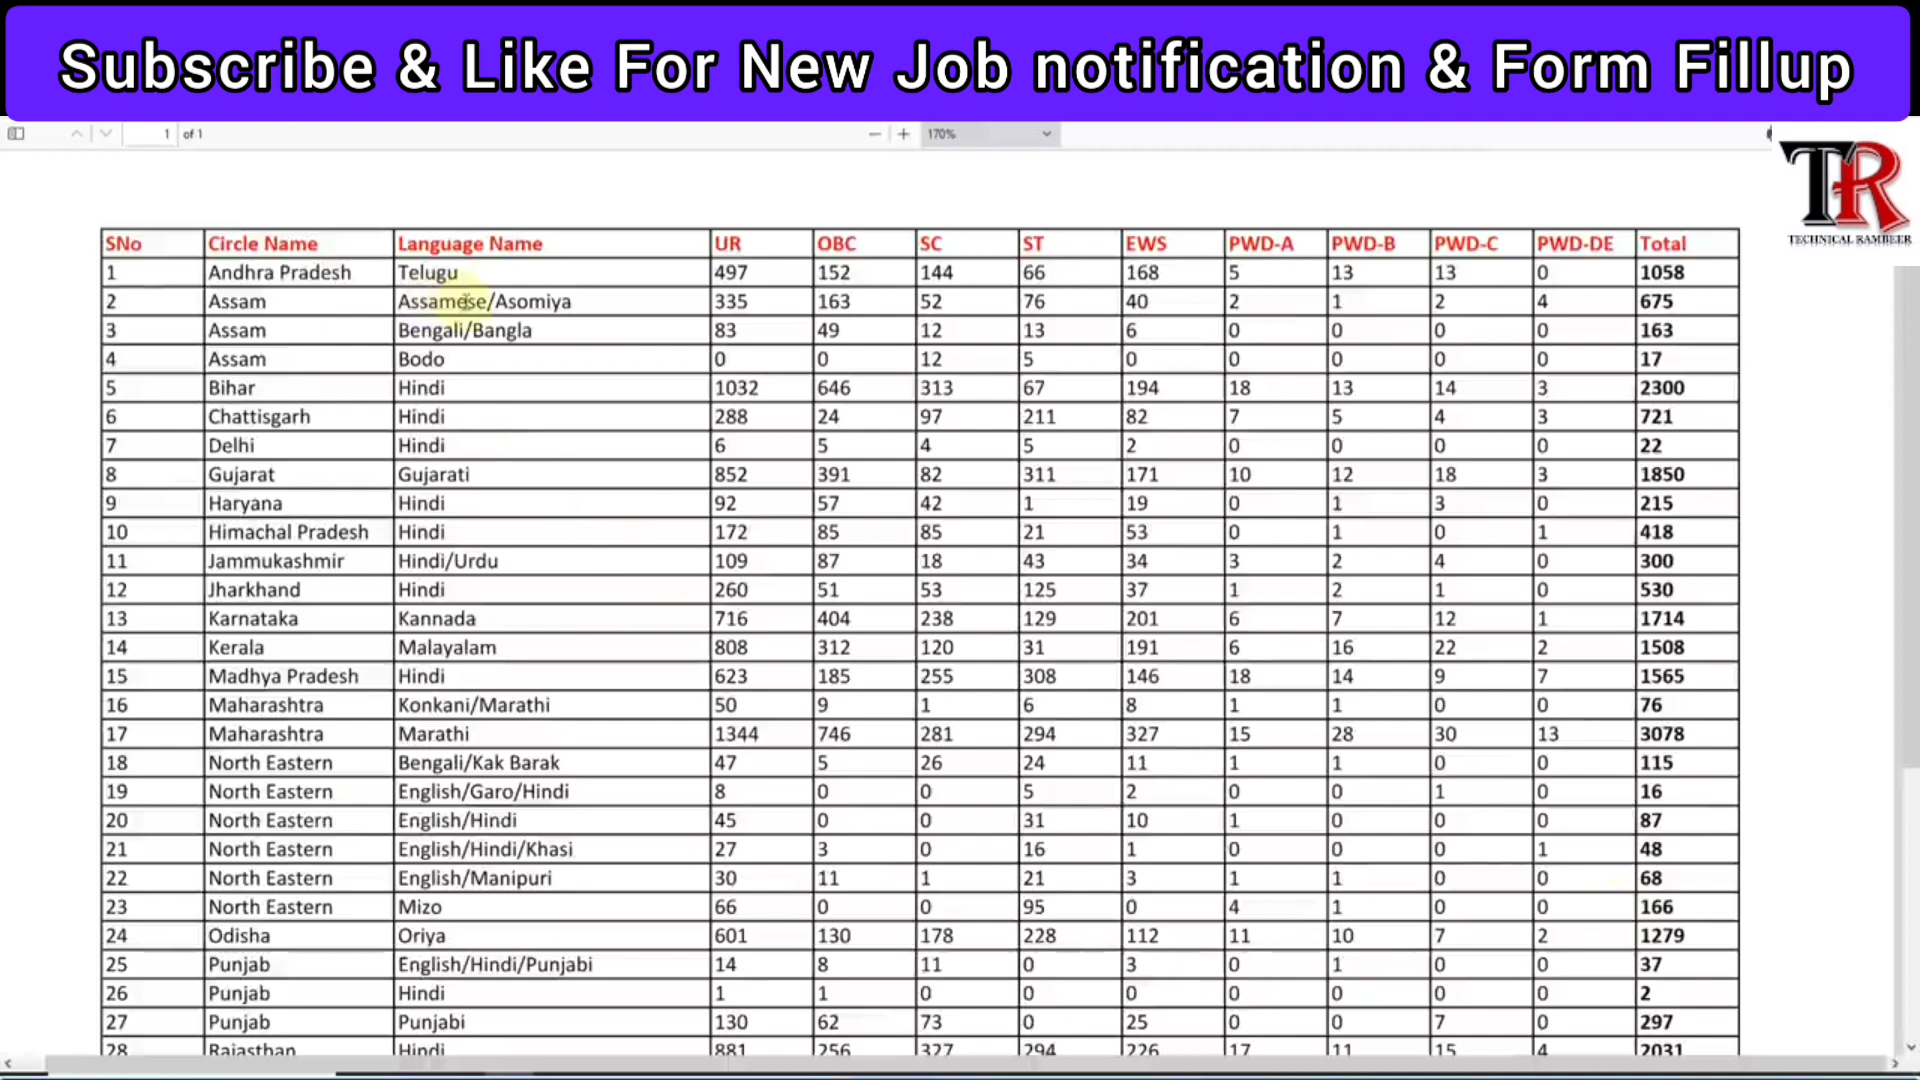 Subscribe & Like For New Job notification & Form Fillup
1 of 1 170%
TR
TECHNICAL RAMBEER
SNo Circle Name Language Name UR OBC SC ST EWS PWD-A PWD-B PWD-C PWD-DE Total
1 Andhra Pradesh Telugu 497 152 144 66 168 5 13 13 0 1058
2 Assam Assamese/Asomiya 335 163 52 76 40 2 1 2 4 675
3 Assam Bengali/Bangla 83 49 12 13 6 0 0 0 0 163
4 Assam Bodo 0 0 12 5 0 0 0 0 0 17
5 Bihar Hindi 1032 646 313 67 194 18 13 14 3 2300
6 Chattisgarh Hindi 288 24 97 211 82 7 5 4 3 721
7 Delhi Hindi 6 5 4 5 2 0 0 0 0 22
8 Gujarat Gujarati 852 391 82 311 171 10 12 18 3 1850
9 Haryana Hindi 92 57 42 1 19 0 1 3 0 215
10 Himachal Pradesh Hindi 172 85 85 21 53 0 1 0 1 418
11 Jammukashmir Hindi/Urdu 109 87 18 43 34 3 2 4 0 300
12 Jharkhand Hindi 260 51 53 125 37 1 2 1 0 530
13 Karnataka Kannada 716 404 238 129 201 6 7 12 1 1714
14 Kerala Malayalam 808 312 120 31 191 6 16 22 2 1508
15 Madhya Pradesh Hindi 623 185 255 308 146 18 14 9 7 1565
16 Maharashtra Konkani/Marathi 50 9 1 6 8 1 1 0 0 76
17 Maharashtra Marathi 1344 746 281 294 327 15 28 30 13 3078
18 North Eastern Bengali/Kak Barak 47 5 26 24 11 1 1 0 0 115
19 North Eastern English/Garo/Hindi 8 0 0 5 2 0 0 1 0 16
20 North Eastern English/Hindi 45 0 0 31 10 1 0 0 0 87
21 North Eastern English/Hindi/Khasi 27 3 0 16 1 0 0 0 1 48
22 North Eastern English/Manipuri 30 11 1 21 3 1 1 0 0 68
23 North Eastern Mizo 66 0 0 95 0 4 1 0 0 166
24 Odisha Oriya 601 130 178 228 112 11 10 7 2 1279
25 Punjab English/Hindi/Punjabi 14 8 11 0 3 0 1 0 0 37
26 Punjab Hindi 1 1 0 0 0 0 0 0 0 2
27 Punjab Punjabi 130 62 73 0 25 0 0 7 0 297
28 Rajasthan Hindi 881 256 327 294 226 17 11 15 4 2031